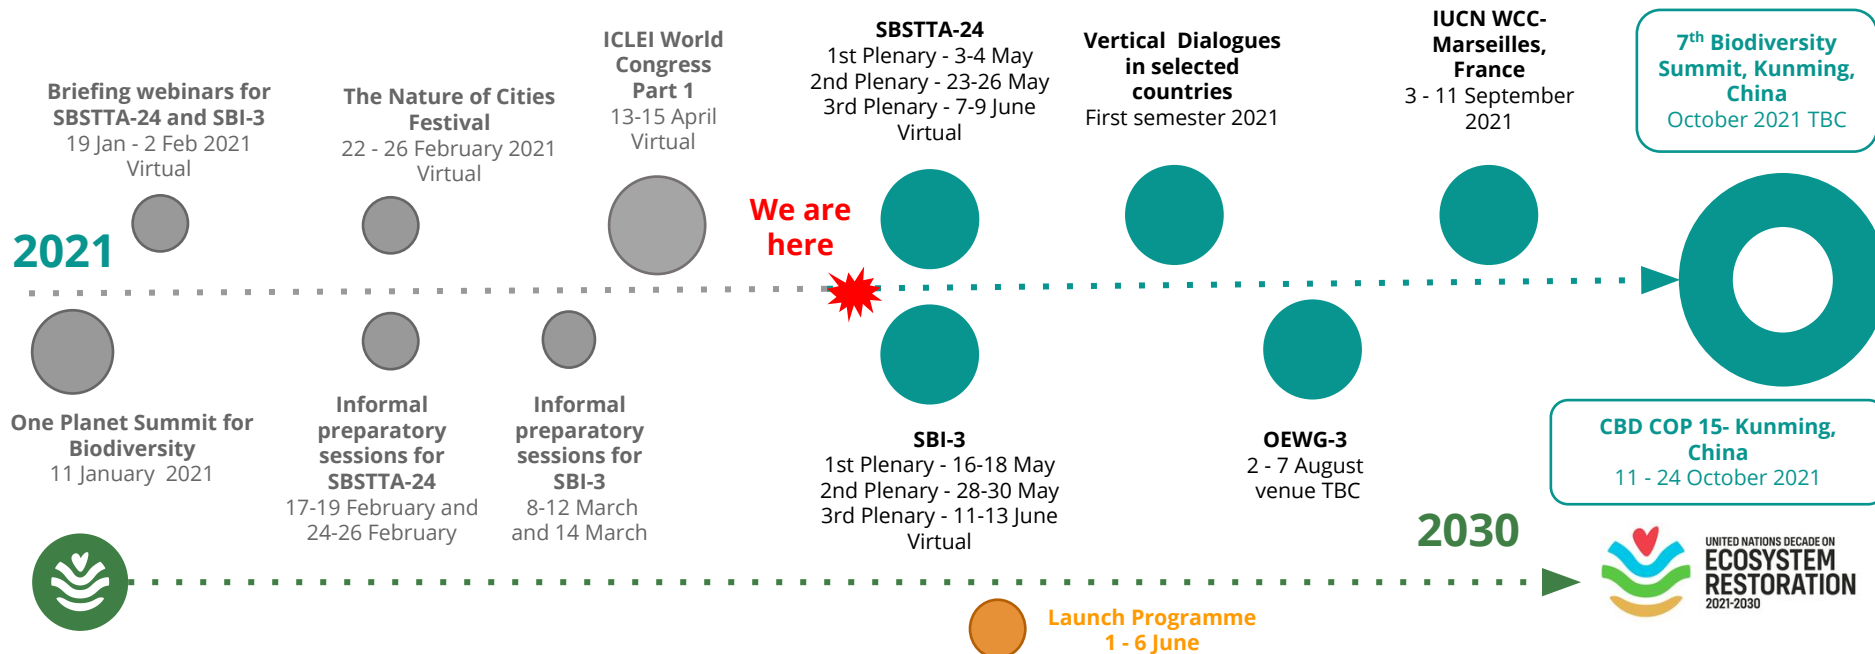 Briefing webinars for
SBSTTA-24 and SBI-3
19 Jan - 2 Feb 2021
Virtual
The Nature of Cities
Festival
22 - 26 February 2021
Virtual
ICLEI World
Congress
Part 1
13-15 April
Virtual
SBSTTA-24
1st Plenary - 3-4 May
2nd Plenary - 23-26 May
3rd Plenary - 7-9 June
Virtual
Vertical Dialogues
in selected
countries
First semester 2021
IUCN WCC-
Marseilles,
France
3 - 11 September
2021
7th Biodiversity
Summit, Kunming,
China
October 2021 TBC
2021
We are
here
One Planet Summit for
Biodiversity
11 January 2021
Informal
preparatory
sessions for
SBSTTA-24
17-19 February and
24-26 February
Informal
preparatory
sessions for
SBI-3
8-12 March
and 14 March
SBI-3
1st Plenary - 16-18 May
2nd Plenary - 28-30 May
3rd Plenary - 11-13 June
Virtual
OEWG-3
2 - 7 August
venue TBC
CBD COP 15- Kunming,
China
11 - 24 October 2021
2030
UNITED NATIONS DECADE ON
ECOSYSTEM
RESTORATION
2021-2030
Launch Programme
1 - 6 June